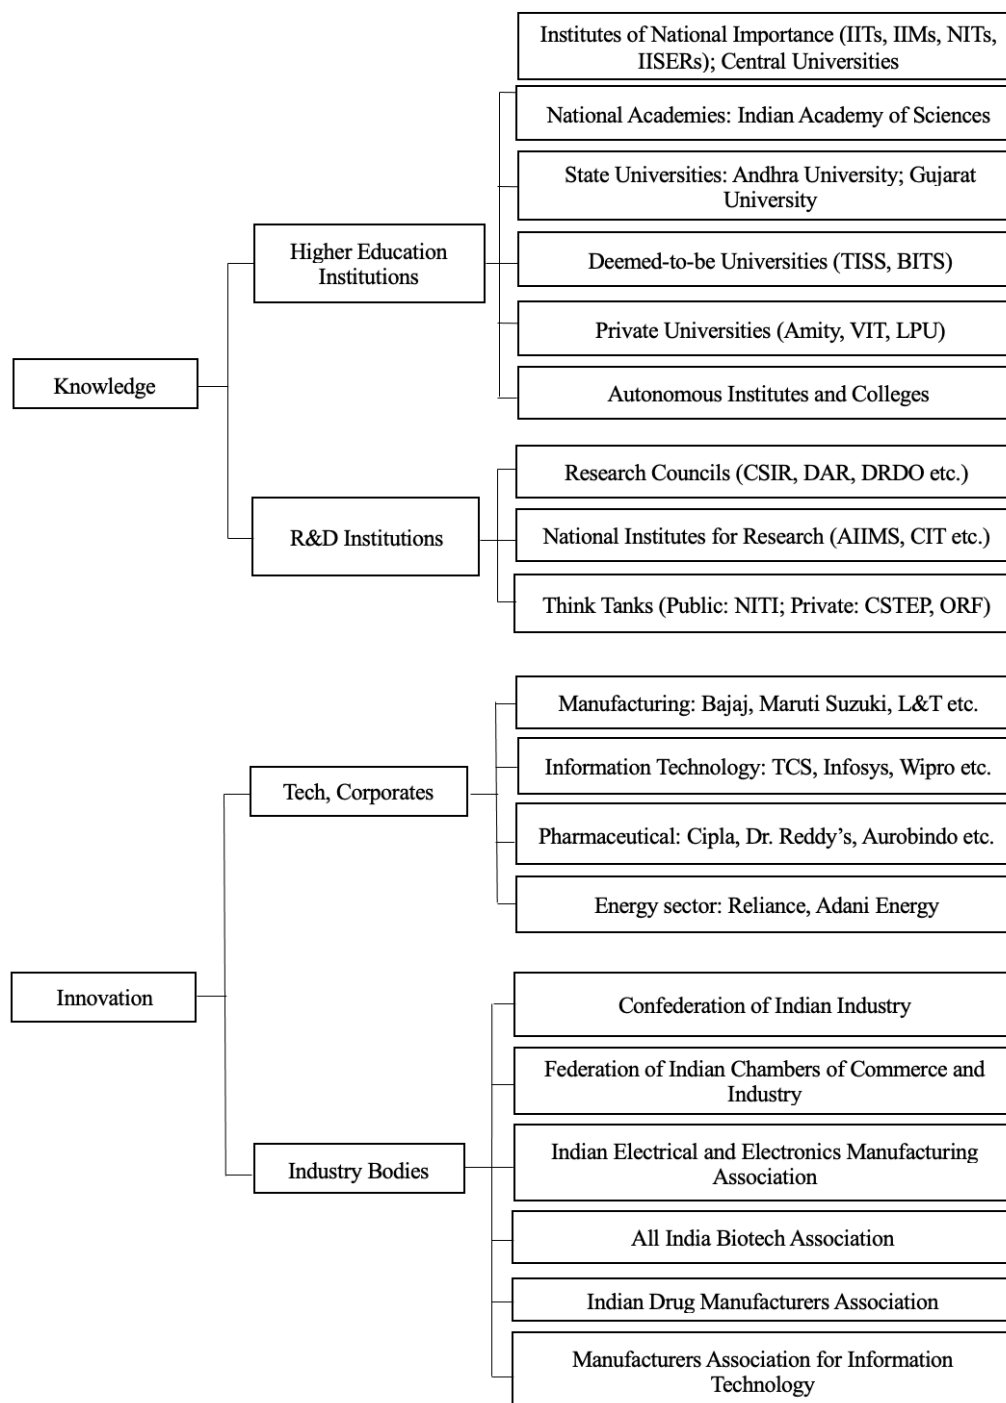 Institutes of National Importance (IITs, IIMs, NITs,
IISERs); Central Universities
National Academies: Indian Academy of Sciences
State Universities: Andhra University; Gujarat
University
Higher Education
Institutions
Deemed-to-be Universities (TISS, BITS)
Private Universities (Amity, VIT, LPU)
Knowledge
Autonomous Institutes and Colleges
Research Councils (CSIR, DAR, DRDO etc.)
R&D Institutions
National Institutes for Research (AIIMS, CIT etc.)
Think Tanks (Public: NITI; Private: CSTEP, ORF)
Manufacturing: Bajaj, Maruti Suzuki, L&T etc.
Information Technology: TCS, Infosys, Wipro etc.
Tech, Corporates
Pharmaceutical: Cipla, Dr. Reddy’s, Aurobindo etc.
Energy sector: Reliance, Adani Energy
Innovation
Confederation of Indian Industry
Federation of Indian Chambers of Commerce and
Industry
Indian Electrical and Electronics Manufacturing
Association
Industry Bodies
All India Biotech Association
Indian Drug Manufacturers Association
Manufacturers Association for Information
Technology